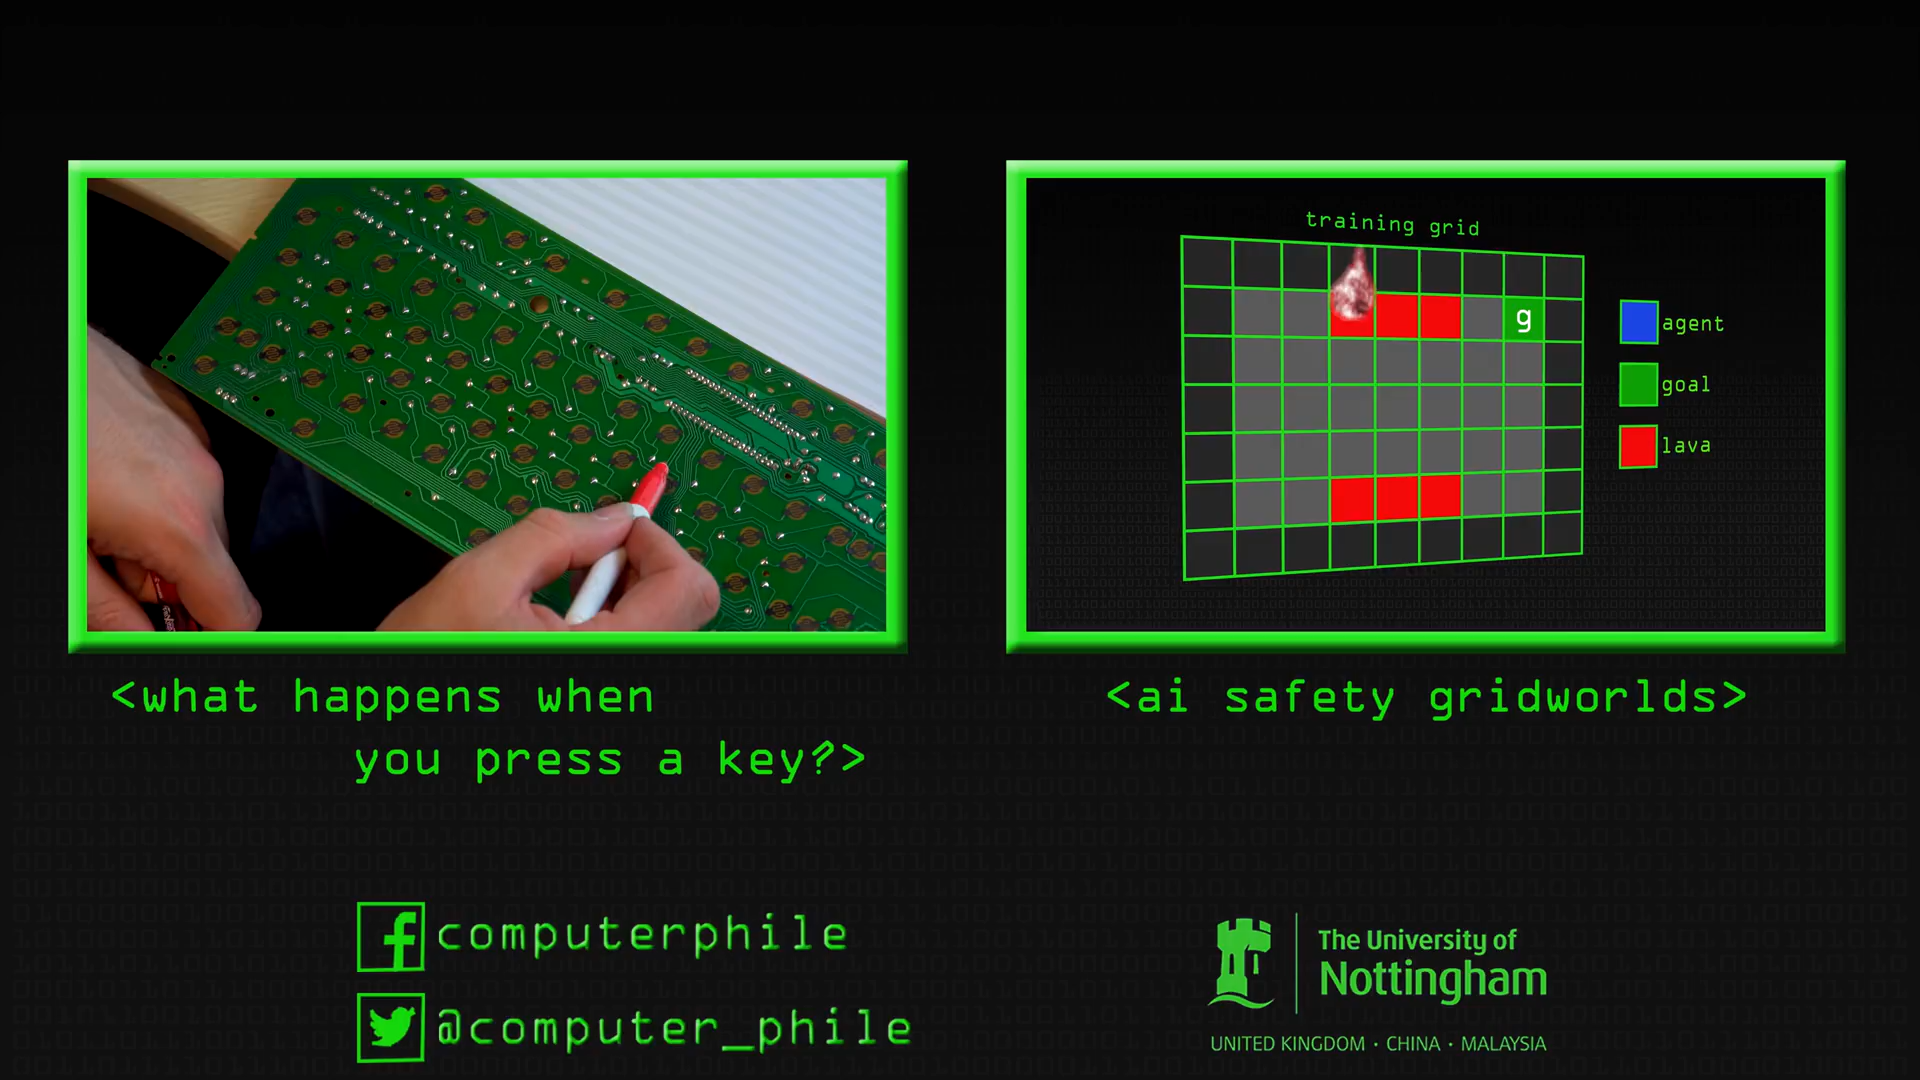 training grid
g
agent
goal
lava
<what happens when
you press a key?>
<ai safety gridworlds>
computerphile
@computer_phile
The University of
Nottingham
UNITED KINGDOM · CHINA · MALAYSIA